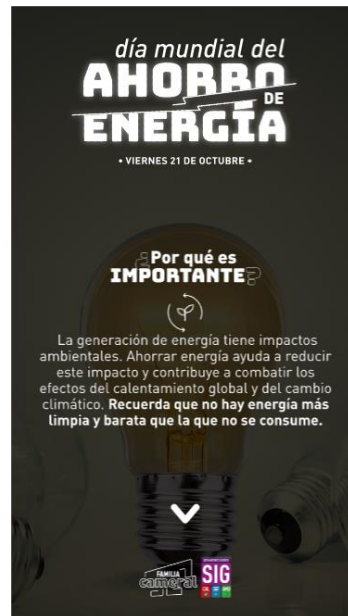 día mundial del
AHORRO
DE
ENERGÍA
• VIERNES 21 DE OCTUBRE •
¿Por qué es
IMPORTANTE?
La generación de energía tiene impactos
ambientales. Ahorrar energía ayuda a reducir
este impacto y contribuye a combatir los
efectos del calentamiento global y del cambio
climático. Recuerda que no hay energía más
limpia y barata que la que no se consume.
FAMILIA
cameral
SIG